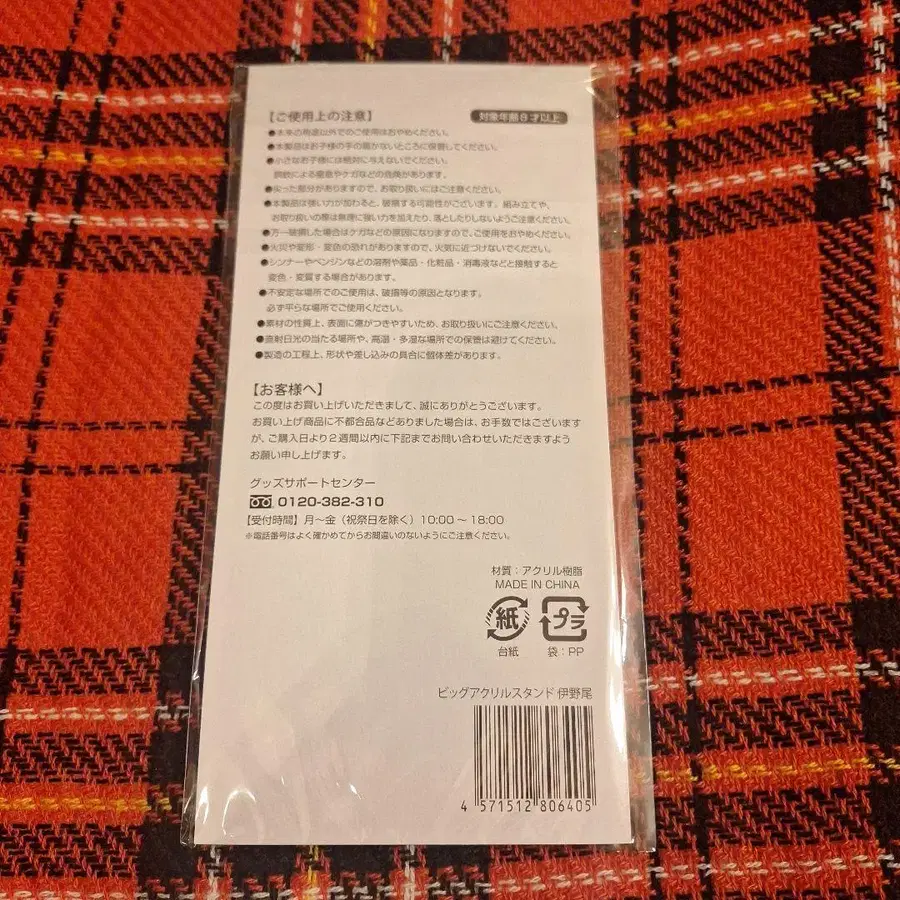 【ご使用上の注意】
対象年齢8才以上
●本来の用途以外でのご使用はおやめください。
●本製品はお子様の手の届かないところに保管してください。
●小さなお子様には絶対に与えないでください。
誤飲による窒息やケガなどの危険があります。
●尖った部分がありますので、お取り扱いにはご注意ください。
●本製品は強い力が加わると、破損する可能性がございます。組み立てや、
お取り扱いの際は無理に強い力を加えたり、落としたりしないようご注意ください。
●万一破損した場合はケガなどの原因になりますので、ご使用をおやめください。
●火災や変形・変色の恐れがありますので、火気に近づけないでください。
●シンナーやベンジンなどの溶剤や薬品・化粧品・消毒液などと接触すると
変色・変質する場合があります。
●不安定な場所でのご使用は、破損等の原因となります。
必ず平らな場所でご使用ください。
●素材の性質上、表面に傷がつきやすいため、お取り扱いにご注意ください。
●直射日光の当たる場所や、高温・多湿な場所での保管は避けてください。
●製造の工程上、形状や差し込みの具合に個体差があります。
【お客様へ】
この度はお買い上げいただきまして、誠にありがとうございます。
お買い上げ商品に不都合品などありました場合は、お手数ではございます
が、ご購入日より2週間以内に下記までお問い合わせいただきますよう
お願い申し上げます。
グッズサポートセンター
0120-382-310
【受付時間】月～金（祝祭日を除く）10:00～18:00
※電話番号はよく確かめてからお間違いのないようにご注意ください。
材質：アクリル樹脂
MADE IN CHINA
紙 プラ
台紙 袋：PP
ビッグアクリルスタンド 伊野尾
4 571512 806405